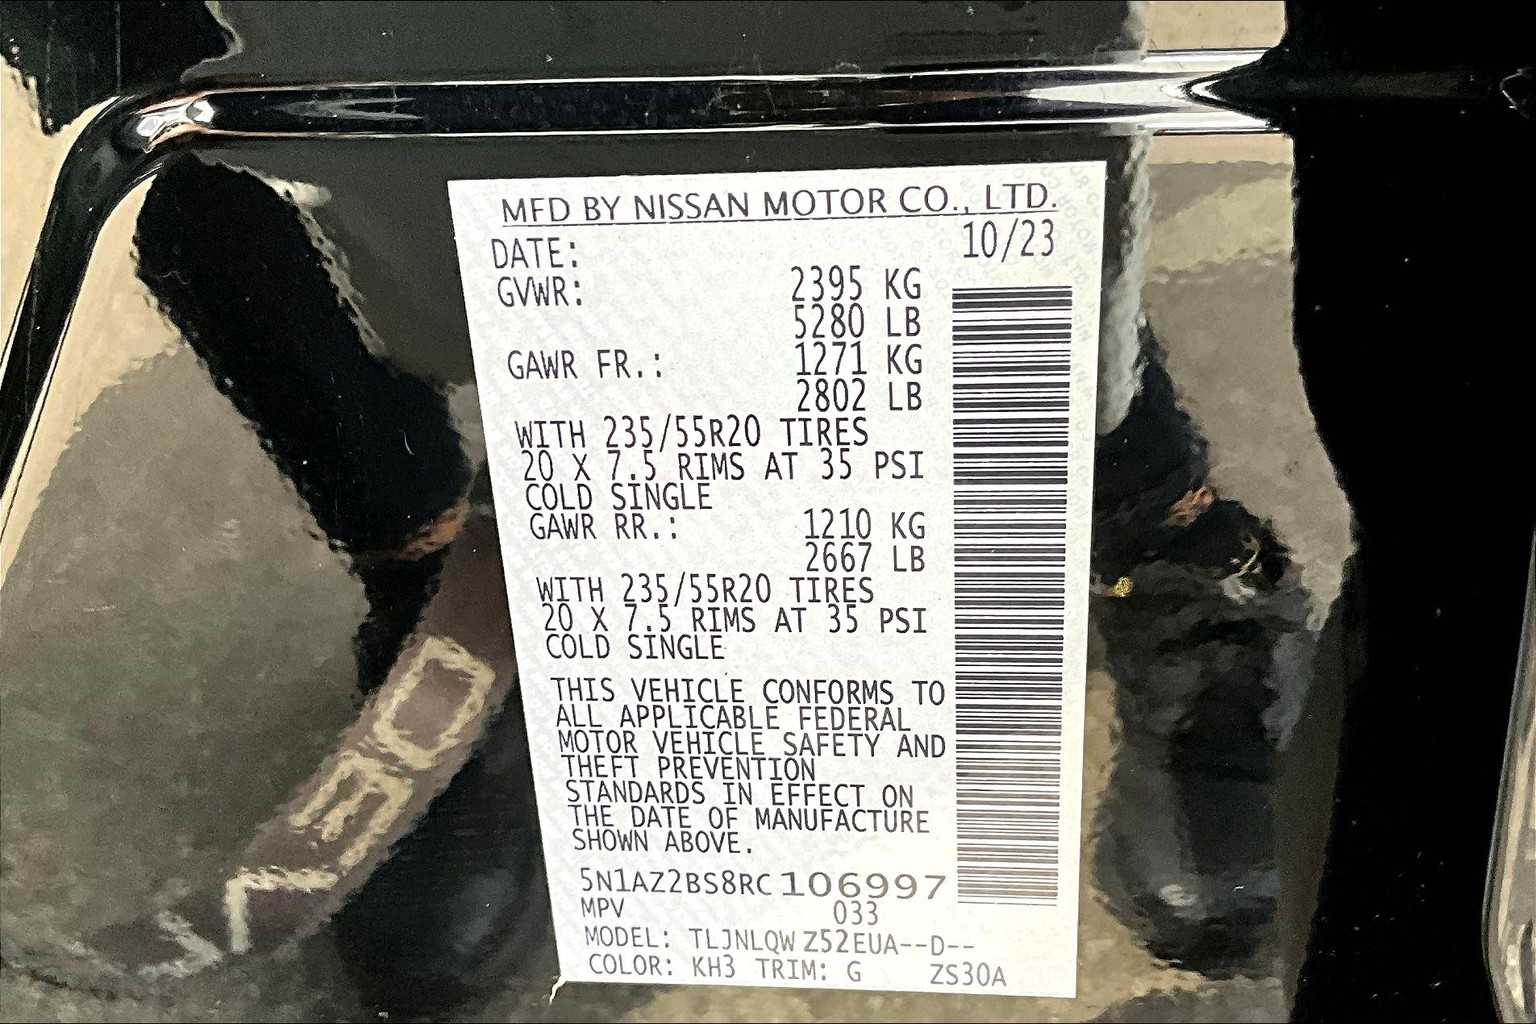 MFD BY NISSAN MOTOR CO., LTD.
DATE: 10/23
GVWR: 2395 KG
5280 LB
GAWR FR.: 1271 KG
2802 LB
WITH 235/55R20 TIRES
20 X 7.5 RIMS AT 35 PSI
COLD SINGLE
GAWR RR.: 1210 KG
2667 LB
WITH 235/55R20 TIRES
20 X 7.5 RIMS AT 35 PSI
COLD SINGLE
THIS VEHICLE CONFORMS TO
ALL APPLICABLE FEDERAL
MOTOR VEHICLE SAFETY AND
THEFT PREVENTION
STANDARDS IN EFFECT ON
THE DATE OF MANUFACTURE
SHOWN ABOVE.
5N1AZ2BS8RC106997
MPV 033
MODEL: TLJNLQWZ52EUA--D--
COLOR: KH3 TRIM: G ZS30A